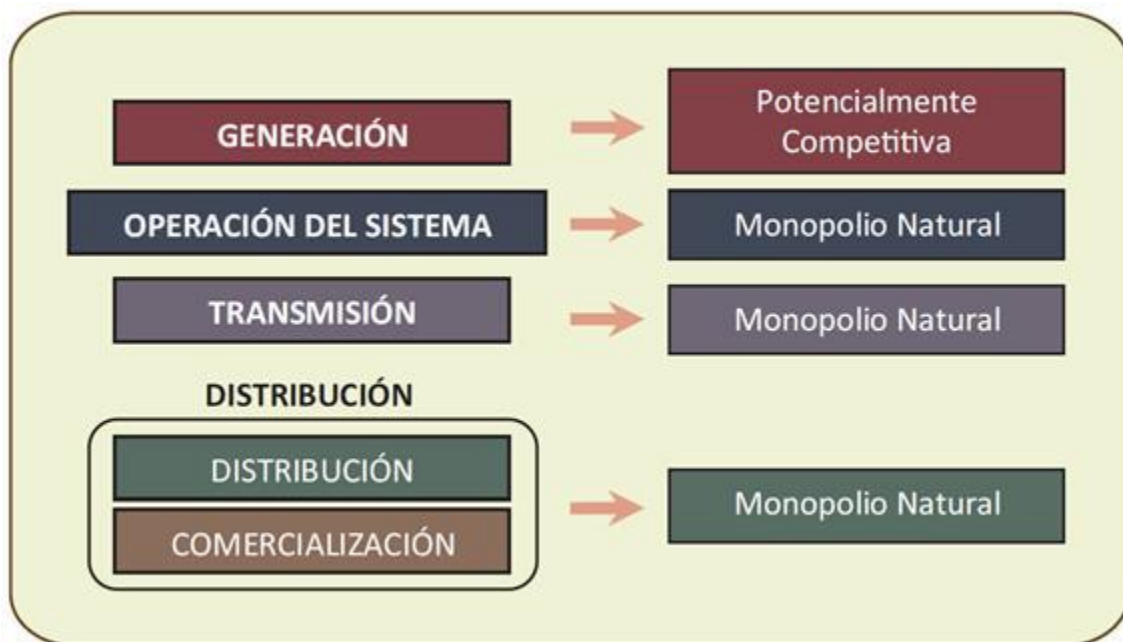 GENERACIÓN
Potencialmente
Competitiva
OPERACIÓN DEL SISTEMA
Monopolio Natural
TRANSMISIÓN
Monopolio Natural
DISTRIBUCIÓN
DISTRIBUCIÓN
COMERCIALIZACIÓN
Monopolio Natural